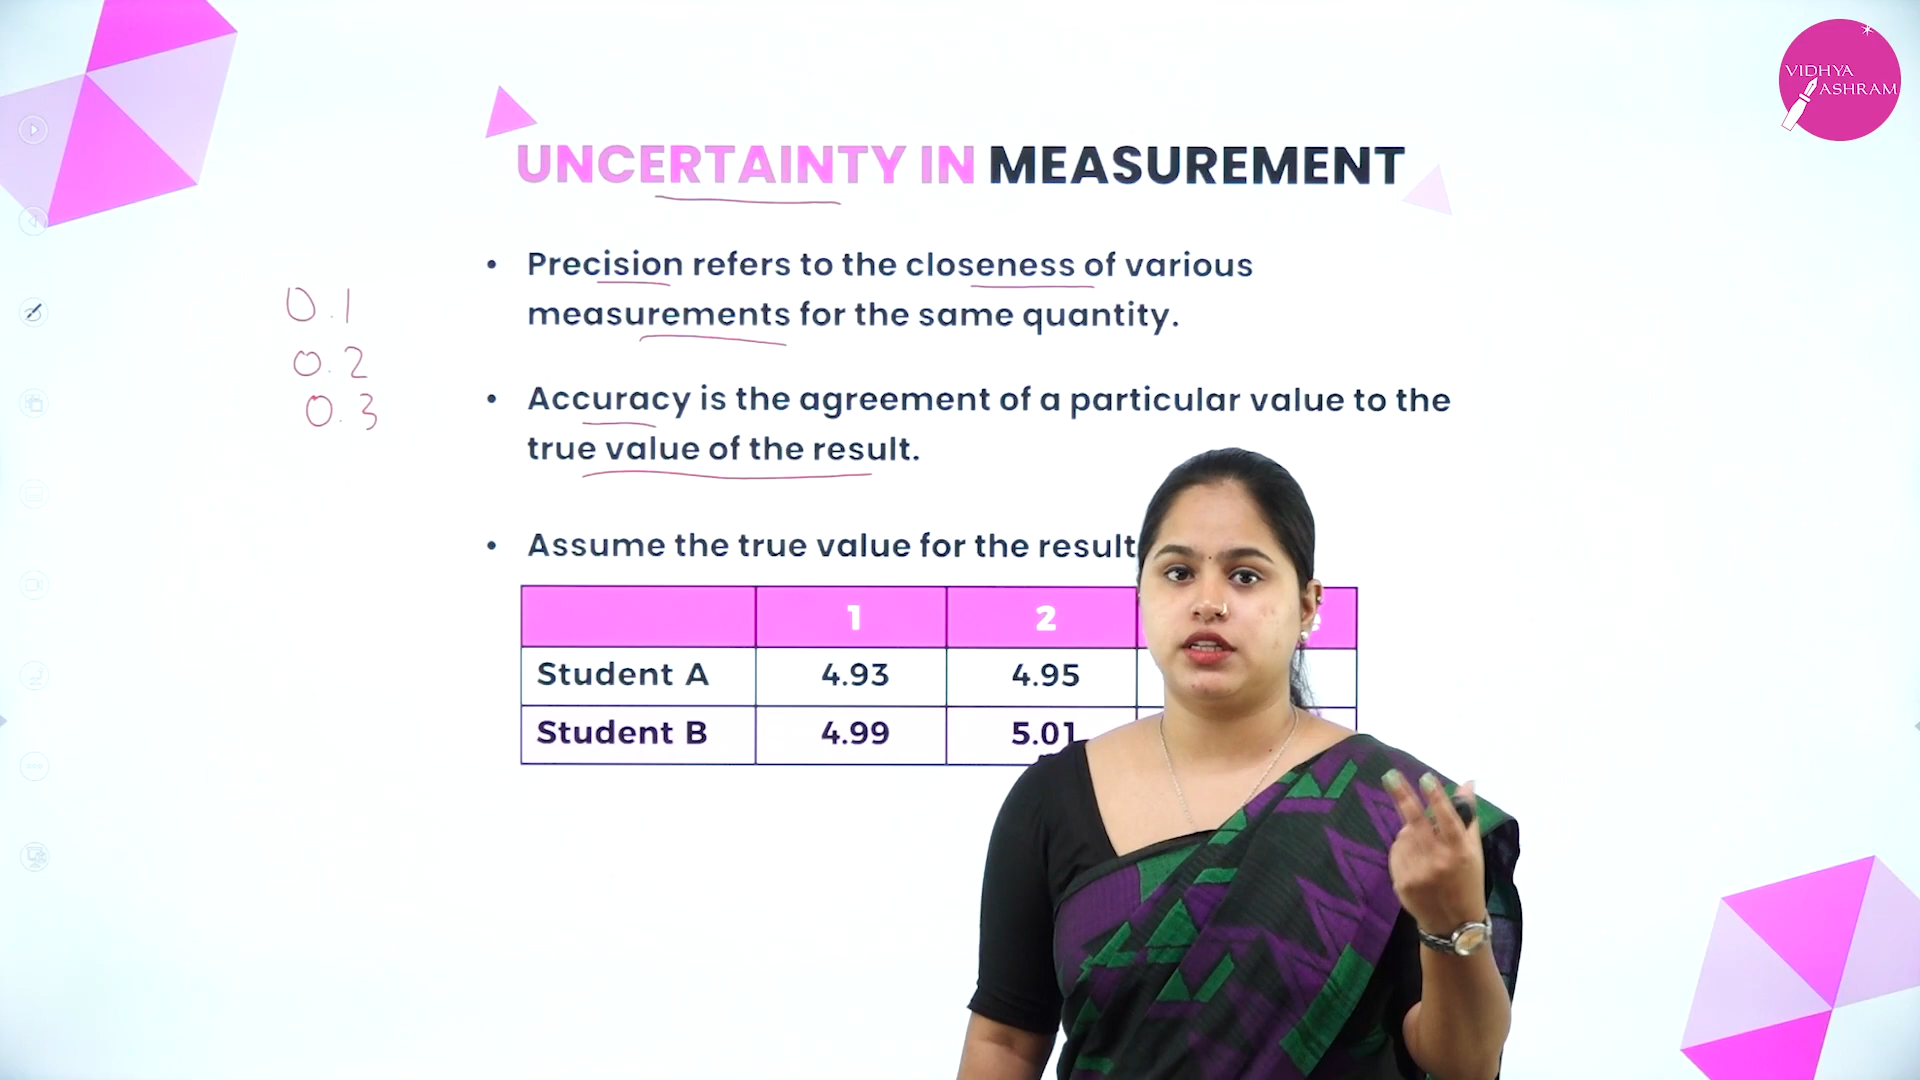 VIDHYA
ASHRAM
UNCERTAINTY IN MEASUREMENT
• Precision refers to the closeness of various
measurements for the same quantity.
0.1
0.2
0.3
• Accuracy is the agreement of a particular value to the
true value of the result.
• Assume the true value for the result
1 2
Student A 4.93 4.95
Student B 4.99 5.01